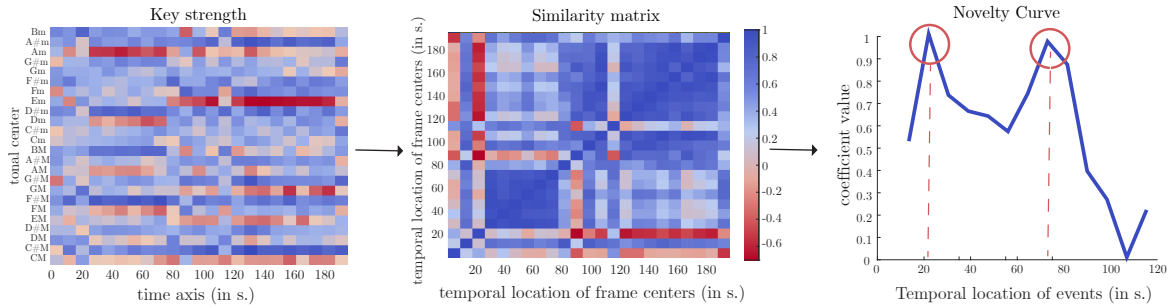 Key strength
tonal center
Bm
A#m
Am
G#m
Gm
F#m
Fm
Em
D#m
Dm
C#m
Cm
BM
A#M
AM
G#M
GM
F#M
FM
EM
D#M
DM
C#M
CM
0 20 40 60 80 100 120 140 160 180
time axis (in s.)
Similarity matrix
temporal location of frame centers (in s.)
180
160
140
120
100
80
60
40
20
20 40 60 80 100 120 140 160 180
temporal location of frame centers (in s.)
1
0.8
0.6
0.4
0.2
0
-0.2
-0.4
-0.6
Novelty Curve
coefficient value
1
0.9
0.8
0.7
0.6
0.5
0.4
0.3
0.2
0.1
0
0 20 40 60 80 100 120
Temporal location of events (in s.)